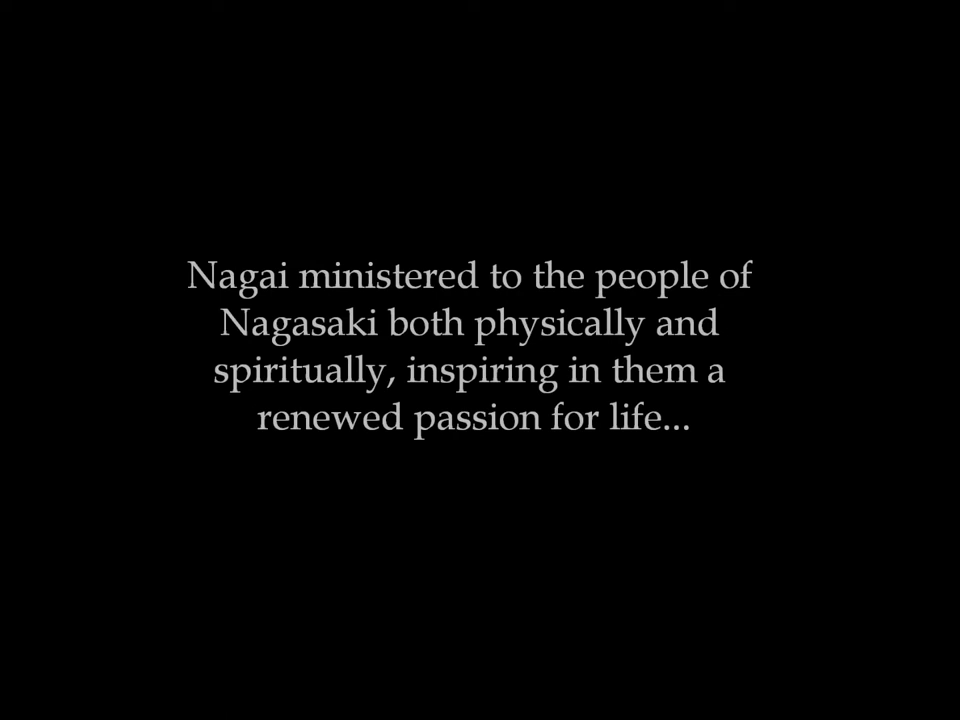 Nagai ministered to the people of
Nagasaki both physically and
spiritually, inspiring in them a
renewed passion for life...